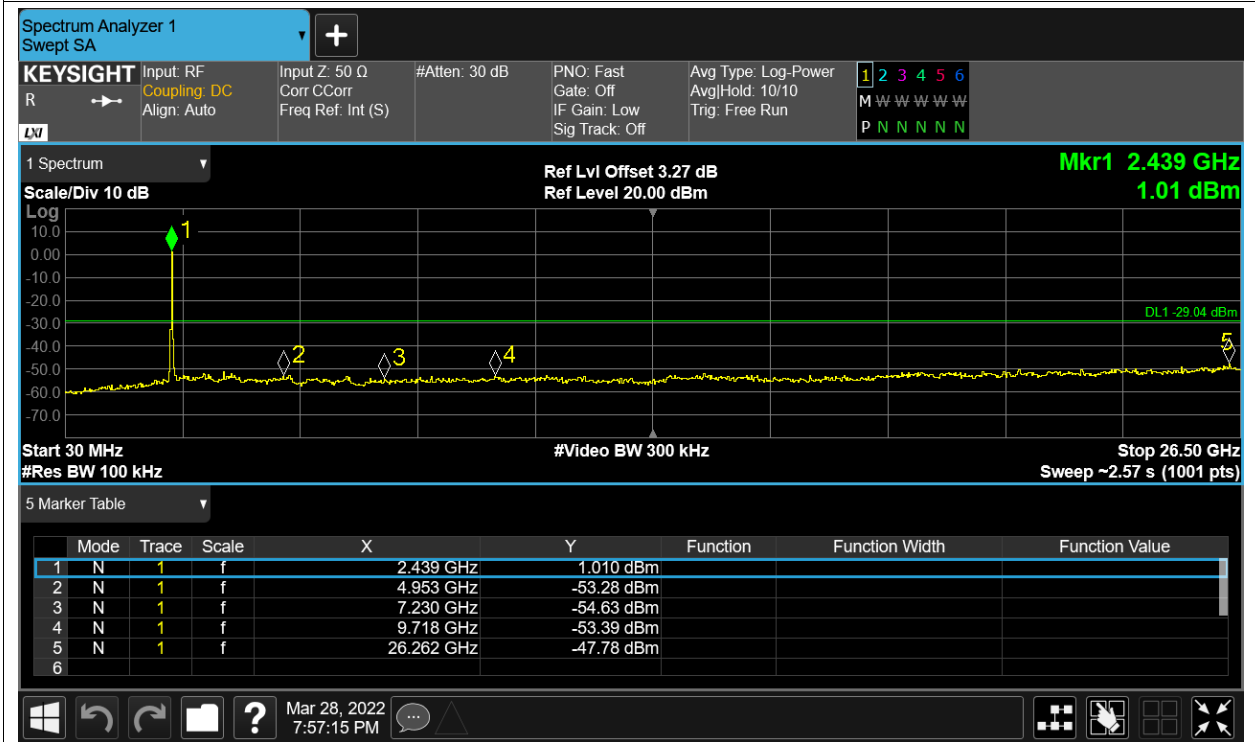 Spectrum Analyzer 1
Swept SA
+
KEYSIGHT
R
LXI
Input: RF
Coupling: DC
Align: Auto
Input Z: 50 Ω
Corr CCorr
Freq Ref: Int (S)
#Atten: 30 dB
PNO: Fast
Gate: Off
IF Gain: Low
Sig Track: Off
Avg Type: Log-Power
Avg|Hold: 10/10
Trig: Free Run
1 2 3 4 5 6
M W W W W W
P N N N N N
1 Spectrum
Scale/Div 10 dB
Ref Lvl Offset 3.27 dB
Ref Level 20.00 dBm
Mkr1 2.439 GHz
1.01 dBm
Log
10.0
0.00
-10.0
-20.0
-30.0
-40.0
-50.0
-60.0
-70.0
1
2
3
4
5
DL1 -29.04 dBm
Start 30 MHz
#Res BW 100 kHz
#Video BW 300 kHz
Stop 26.50 GHz
Sweep ~2.57 s (1001 pts)
5 Marker Table
Mode Trace Scale X Y Function Function Width Function Value
1 N 1 f 2.439 GHz 1.010 dBm
2 N 1 f 4.953 GHz -53.28 dBm
3 N 1 f 7.230 GHz -54.63 dBm
4 N 1 f 9.718 GHz -53.39 dBm
5 N 1 f 26.262 GHz -47.78 dBm
6
?
Mar 28, 2022
7:57:15 PM